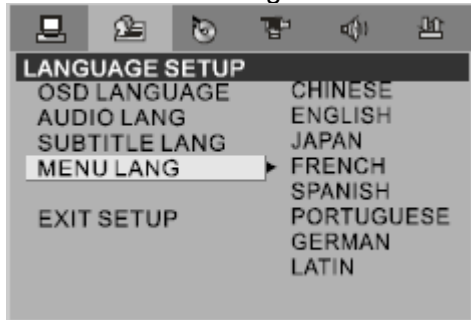 LANGUAGE SETUP
OSD LANGUAGE
AUDIO LANG
SUBTITLE LANG
MENU LANG
EXIT SETUP
CHINESE
ENGLISH
JAPAN
FRENCH
SPANISH
PORTUGUESE
GERMAN
LATIN